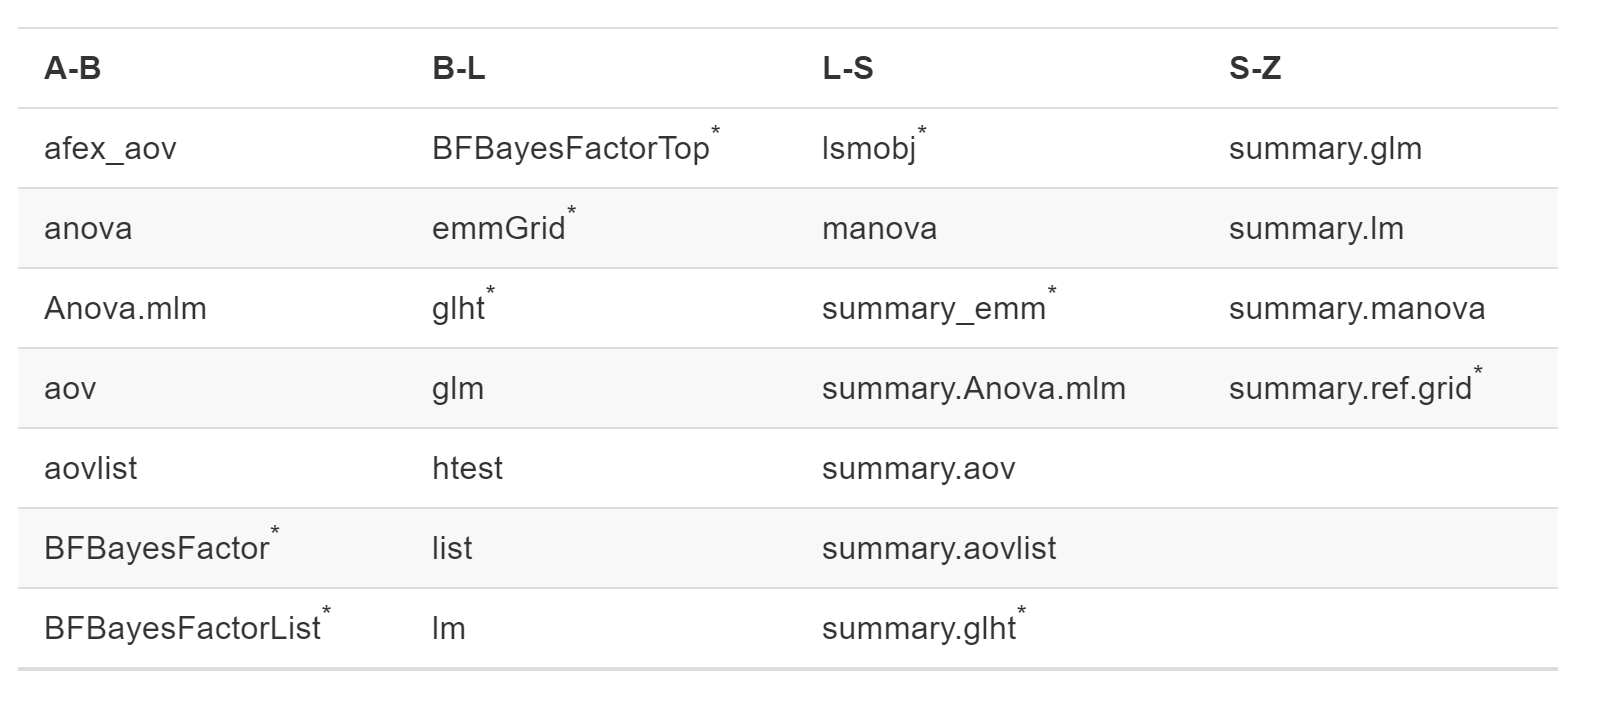 A-B B-L L-S S-Z
afex_aov BFBayesFactorTop* lsmobj* summary.glm
anova emmGrid* manova summary.lm
Anova.mlm glht* summary_emm* summary.manova
aov glm summary.Anova.mlm summary.ref.grid*
aovlist htest summary.aov
BFBayesFactor* list summary.aovlist
BFBayesFactorList* lm summary.glht*